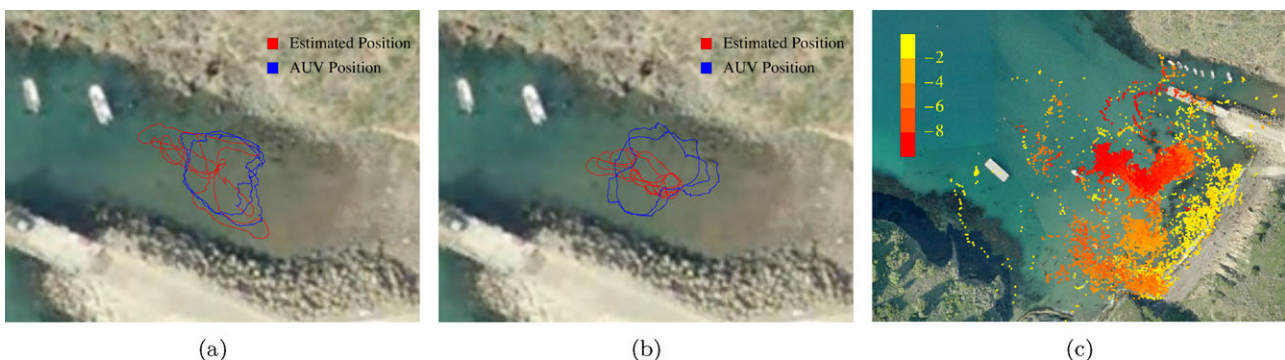 Estimated Position
AUV Position
Estimated Position
AUV Position
−2
−4
−6
−8
(a)
(b)
(c)